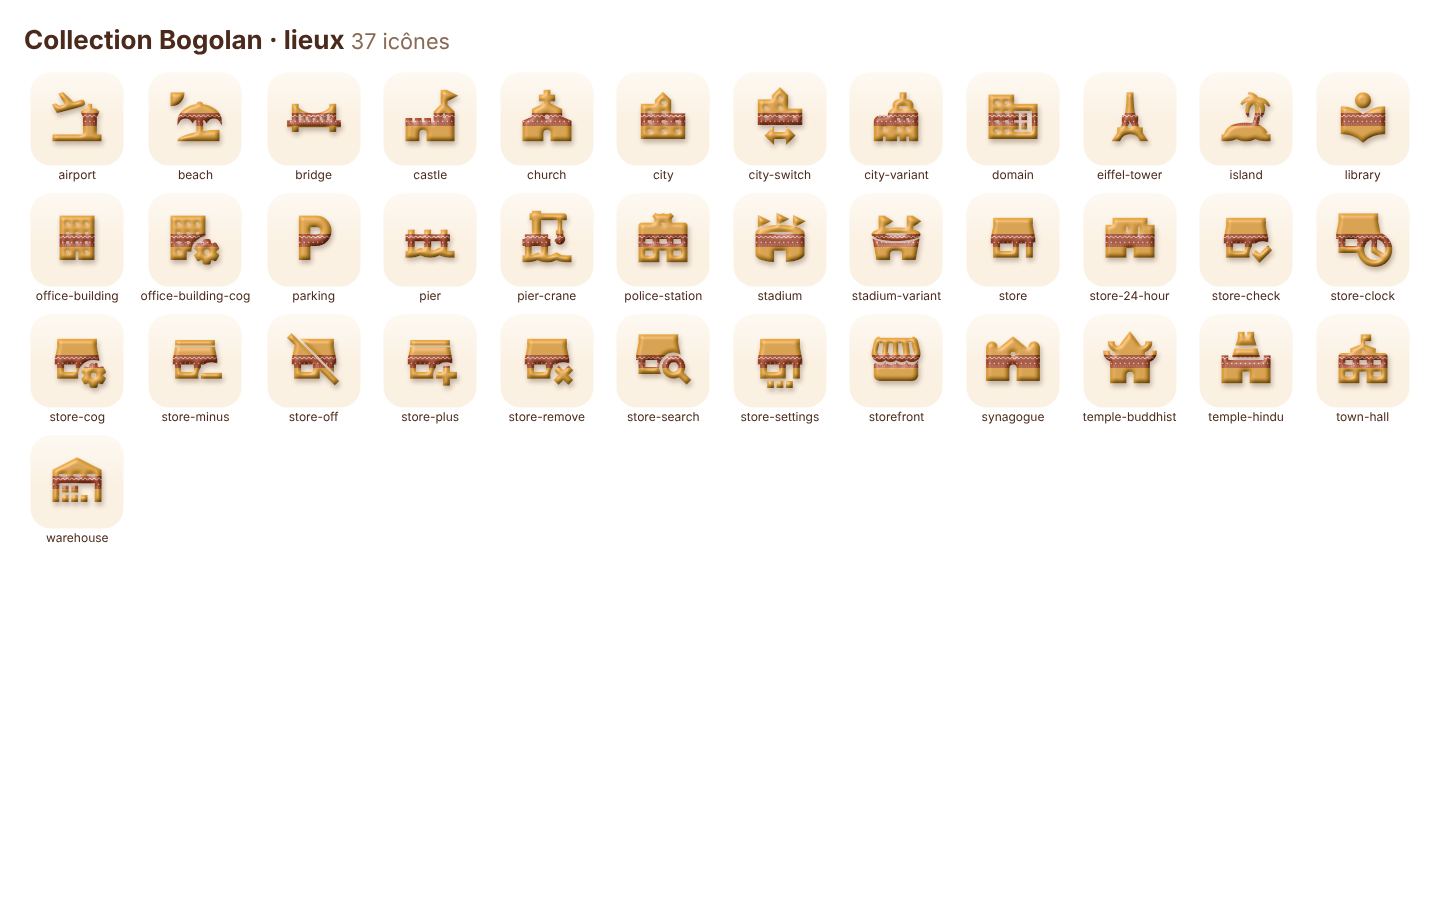 Collection Bogolan · lieux 37 icônes
airport beach bridge castle church city city-switch city-variant domain eiffel-tower island library
office-building office-building-cog parking pier pier-crane police-station stadium stadium-variant store store-24-hour store-check store-clock
store-cog store-minus store-off store-plus store-remove store-search store-settings storefront synagogue temple-buddhist temple-hindu town-hall
warehouse